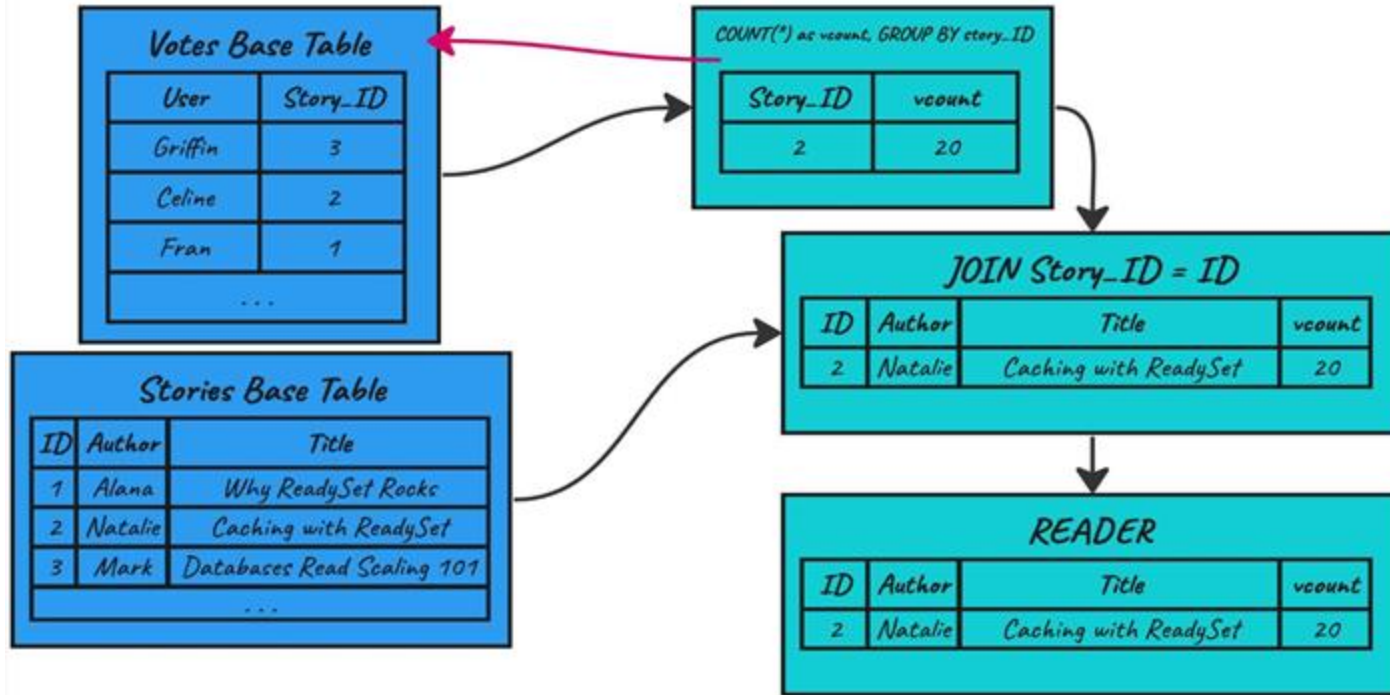 Votes Base Table
User Story_ID
Griffin 3
Celine 2
Fran 1
...
Stories Base Table
ID Author Title
1 Alana Why ReadySet Rocks
2 Natalie Caching with ReadySet
3 Mark Databases Read Scaling 101
...
COUNT(*) as vcount, GROUP BY story_ID
Story_ID vcount
2 20
JOIN Story_ID = ID
ID Author Title vcount
2 Natalie Caching with ReadySet 20
READER
ID Author Title vcount
2 Natalie Caching with ReadySet 20